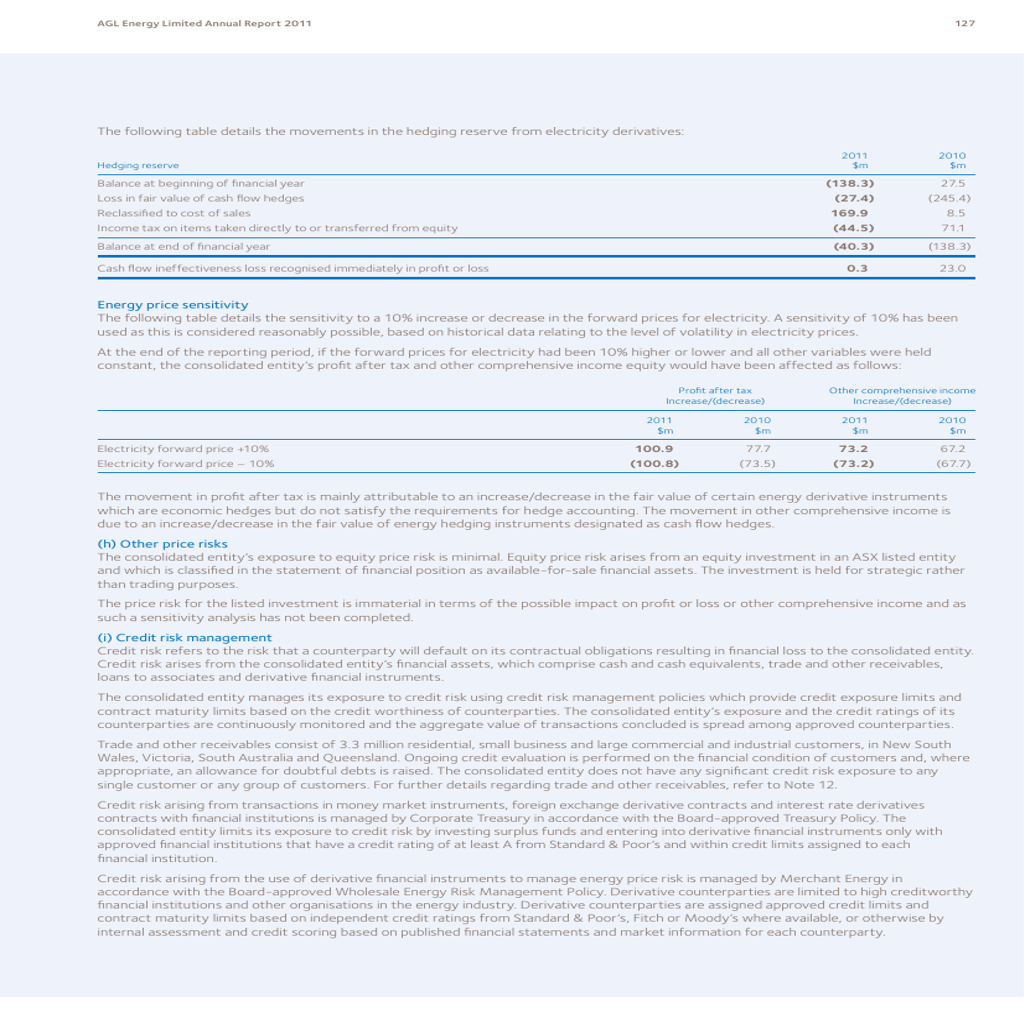 AGL Energy Limited Annual Report 2011 127
The following table details the movements in the hedging reserve from electricity derivatives:
2011 2010
Hedging reserve $m $m
Balance at beginning of financial year (138.3) 27.5
Loss in fair value of cash flow hedges (27.4) (245.4)
Reclassified to cost of sales 169.9 8.5
Income tax on items taken directly to or transferred from equity (44.5) 71.1
Balance at end of financial year (40.3) (138.3)
Cash flow ineffectiveness loss recognised immediately in profit or loss 0.3 23.0
Energy price sensitivity
The following table details the sensitivity to a 10% increase or decrease in the forward prices for electricity. A sensitivity of 10% has been
used as this is considered reasonably possible, based on historical data relating to the level of volatility in electricity prices.
At the end of the reporting period, if the forward prices for electricity had been 10% higher or lower and all other variables were held
constant, the consolidated entity's profit after tax and other comprehensive income equity would have been affected as follows:
Profit after tax Other comprehensive income
Increase/(decrease) Increase/(decrease)
2011 2010 2011 2010
$m $m $m $m
Electricity forward price +10% 100.9 77.7 73.2 67.2
Electricity forward price – 10% (100.8) (73.5) (73.2) (67.7)
The movement in profit after tax is mainly attributable to an increase/decrease in the fair value of certain energy derivative instruments
which are economic hedges but do not satisfy the requirements for hedge accounting. The movement in other comprehensive income is
due to an increase/decrease in the fair value of energy hedging instruments designated as cash flow hedges.
(h) Other price risks
The consolidated entity's exposure to equity price risk is minimal. Equity price risk arises from an equity investment in an ASX listed entity
and which is classified in the statement of financial position as available-for-sale financial assets. The investment is held for strategic rather
than trading purposes.
The price risk for the listed investment is immaterial in terms of the possible impact on profit or loss or other comprehensive income and as
such a sensitivity analysis has not been completed.
(i) Credit risk management
Credit risk refers to the risk that a counterparty will default on its contractual obligations resulting in financial loss to the consolidated entity.
Credit risk arises from the consolidated entity's financial assets, which comprise cash and cash equivalents, trade and other receivables,
loans to associates and derivative financial instruments.
The consolidated entity manages its exposure to credit risk using credit risk management policies which provide credit exposure limits and
contract maturity limits based on the credit worthiness of counterparties. The consolidated entity's exposure and the credit ratings of its
counterparties are continuously monitored and the aggregate value of transactions concluded is spread among approved counterparties.
Trade and other receivables consist of 3.3 million residential, small business and large commercial and industrial customers, in New South
Wales, Victoria, South Australia and Queensland. Ongoing credit evaluation is performed on the financial condition of customers and, where
appropriate, an allowance for doubtful debts is raised. The consolidated entity does not have any significant credit risk exposure to any
single customer or any group of customers. For further details regarding trade and other receivables, refer to Note 12.
Credit risk arising from transactions in money market instruments, foreign exchange derivative contracts and interest rate derivatives
contracts with financial institutions is managed by Corporate Treasury in accordance with the Board-approved Treasury Policy. The
consolidated entity limits its exposure to credit risk by investing surplus funds and entering into derivative financial instruments only with
approved financial institutions that have a credit rating of at least A from Standard & Poor's and within credit limits assigned to each
financial institution.
Credit risk arising from the use of derivative financial instruments to manage energy price risk is managed by Merchant Energy in
accordance with the Board-approved Wholesale Energy Risk Management Policy. Derivative counterparties are limited to high creditworthy
financial institutions and other organisations in the energy industry. Derivative counterparties are assigned approved credit limits and
contract maturity limits based on independent credit ratings from Standard & Poor's, Fitch or Moody's where available, or otherwise by
internal assessment and credit scoring based on published financial statements and market information for each counterparty.